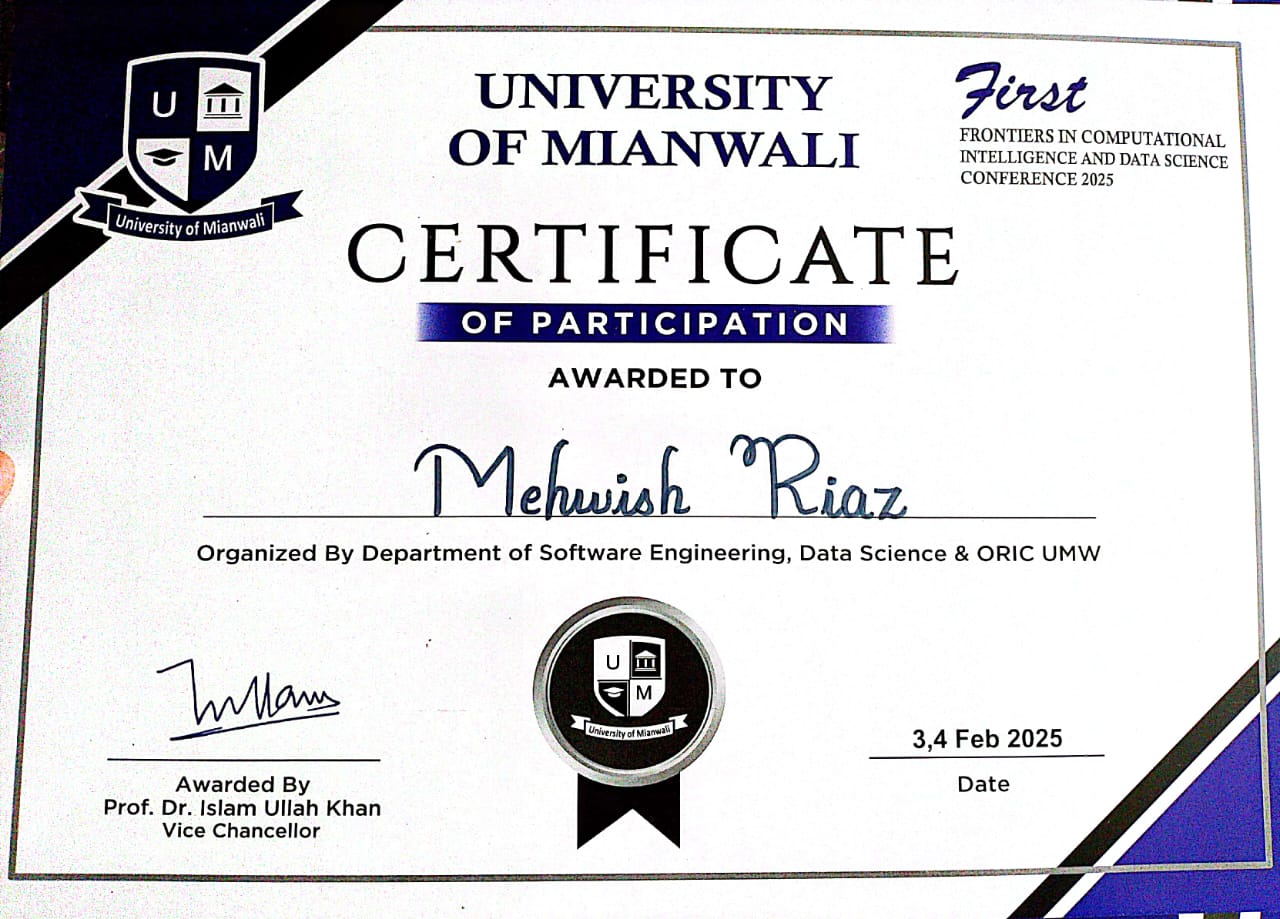 U
M
University of Mianwali
UNIVERSITY
OF MIANWALI
First
FRONTIERS IN COMPUTATIONAL
INTELLIGENCE AND DATA SCIENCE
CONFERENCE 2025
CERTIFICATE
OF PARTICIPATION
AWARDED TO
Mehwish Riaz
Organized By Department of Software Engineering, Data Science & ORIC UMW
U
M
University of Mianwali
3,4 Feb 2025
Date
Awarded By
Prof. Dr. Islam Ullah Khan
Vice Chancellor